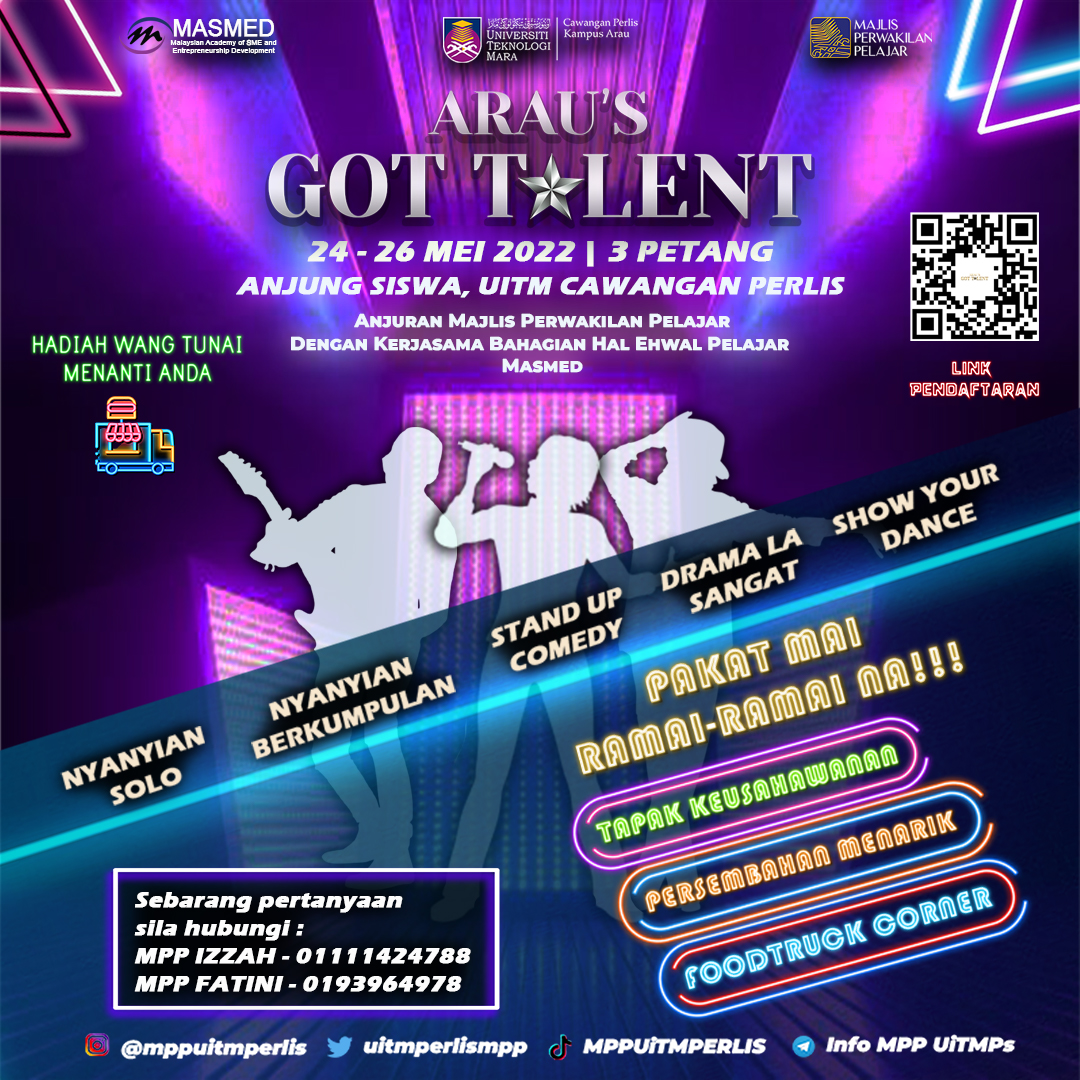 MASMED
Malaysian Academy of SME and
Entrepreneurship Development
UNIVERSITI
TEKNOLOGI
MARA
Cawangan Perlis
Kampus Arau
MAJLIS
PERWAKILAN
PELAJAR
ARAU'S
GOT T★LENT
24 - 26 MEI 2022 | 3 PETANG
ANJUNG SISWA, UITM CAWANGAN PERLIS
ANJURAN MAJLIS PERWAKILAN PELAJAR
DENGAN KERJASAMA BAHAGIAN HAL EHWAL PELAJAR
MASMED
HADIAH WANG TUNAI
MENANTI ANDA
GOT T★LENT
LINK
PENDAFTARAN
NYANYIAN
SOLO
NYANYIAN
BERKUMPULAN
STAND UP
COMEDY
DRAMA LA
SANGAT
SHOW YOUR
DANCE
PAKAT MAI
RAMAI-RAMAI NA!!!
TAPAK KEUSAHAWANAN
PERSEMBAHAN MENARIK
FOODTRUCK CORNER
Sebarang pertanyaan
sila hubungi :
MPP IZZAH - 01111424788
MPP FATINI - 0193964978
@mppuitmperlis
uitmperlismpp
MPPUiTMPERLIS
Info MPP UiTMPs